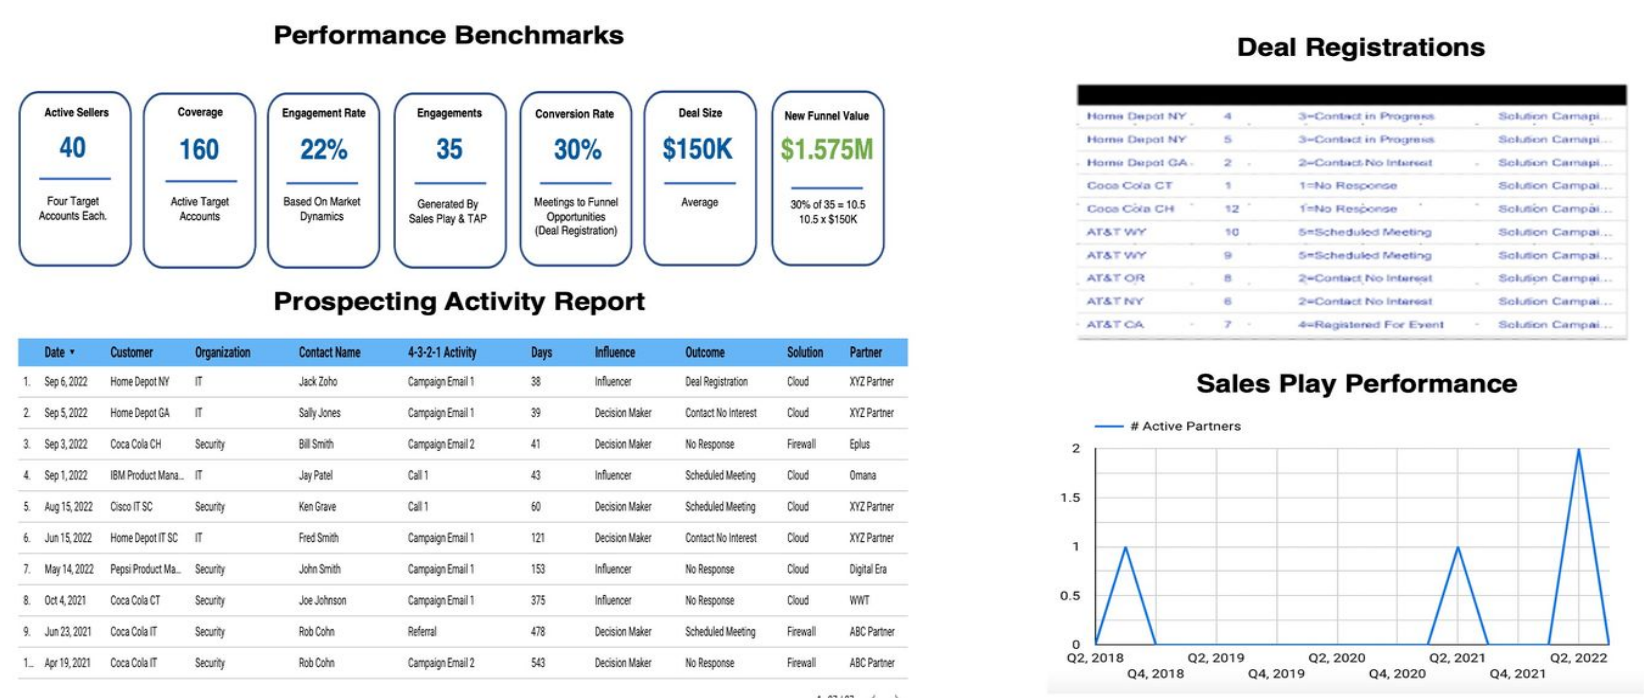 Performance Benchmarks
Active Sellers
40
Four Target
Accounts Each.
Coverage
160
Active Target
Accounts
Engagement Rate
22%
Based On Market
Dynamics
Engagements
35
Generated By
Sales Play & TAP
Conversion Rate
30%
Meetings to Funnel
Opportunities
(Deal Registration)
Deal Size
$150K
Average
New Funnel Value
$1.575M
30% of 35 = 10.5
10.5 x $150K
Prospecting Activity Report
Date ▾ Customer Organization Contact Name 4-3-2-1 Activity Days Influence Outcome Solution Partner
1. Sep 6, 2022 Home Depot NY IT Jack Zoho Campaign Email 1 38 Influencer Deal Registration Cloud XYZ Partner
2. Sep 5, 2022 Home Depot GA IT Sally Jones Campaign Email 1 39 Decision Maker Contact No Interest Cloud XYZ Partner
3. Sep 3, 2022 Coca Cola CH Security Bill Smith Campaign Email 2 41 Decision Maker No Response Firewall Eplus
4. Sep 1, 2022 IBM Product Mana... IT Jay Patel Call 1 43 Influencer Scheduled Meeting Cloud Omana
5. Aug 15, 2022 Cisco IT SC Security Ken Grave Call 1 60 Decision Maker Scheduled Meeting Cloud XYZ Partner
6. Jun 15, 2022 Home Depot IT SC IT Fred Smith Campaign Email 1 121 Decision Maker Contact No Interest Cloud XYZ Partner
7. May 14, 2022 Pepsi Product Ma... Security John Smith Campaign Email 1 153 Influencer No Response Cloud Digital Era
8. Oct 4, 2021 Coca Cola CT Security Joe Johnson Campaign Email 1 375 Influencer No Response Cloud WWT
9. Jun 23, 2021 Coca Cola IT Security Rob Cohn Referral 478 Decision Maker Scheduled Meeting Firewall ABC Partner
1... Apr 19, 2021 Coca Cola IT Security Rob Cohn Campaign Email 2 543 Decision Maker No Response Firewall ABC Partner
Deal Registrations
Home Depot NY 4 3=Contact in Progress Solution Camapi...
Home Depot NY 5 3=Contact in Progress Solution Camapi...
Home Depot GA 2 2=Contact No Interest Solution Camapi...
Coca Cola CT 1 1=No Response Solution Campai...
Coca Cola CH 12 1=No Response Solution Campai...
AT&T WY 10 5=Scheduled Meeting Solution Campai...
AT&T WY 9 5=Scheduled Meeting Solution Campai...
AT&T OR 8 2=Contact No Interest Solution Campai...
AT&T NY 6 2=Contact No Interest Solution Campai...
AT&T CA 7 4=Registered For Event Solution Campai...
Sales Play Performance
# Active Partners
2
1.5
1
0.5
0
Q2, 2018 Q2, 2019 Q2, 2020 Q2, 2021 Q2, 2022
Q4, 2018 Q4, 2019 Q4, 2020 Q4, 2021